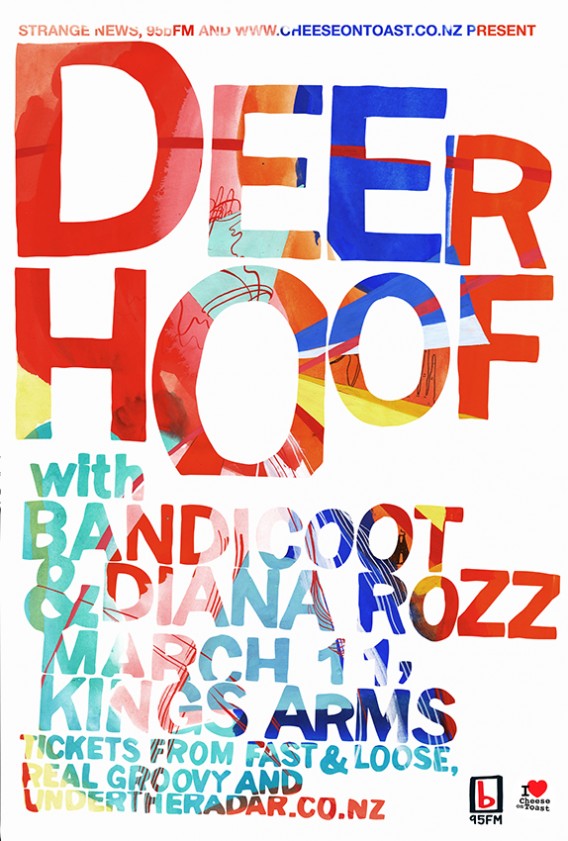 STRANGE NEWS, 95bFM AND WWW.CHEESEONTOAST.CO.NZ PRESENT
DEER
HOOF
with
BANDICOOT
& DIANA ROZZ
MARCH 11,
KINGS ARMS
TICKETS FROM FAST & LOOSE,
REAL GROOVY AND
UNDERTHERADAR.CO.NZ
b
95FM
I ♥
Cheese
on Toast